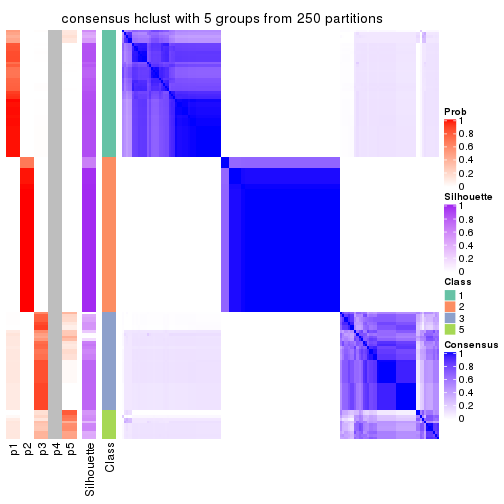 consensus hclust with 5 groups from 250 partitions
Prob
1
0.8
0.6
0.4
0.2
0
Silhouette
1
0.8
0.6
0.4
0.2
0
Class
1
2
3
5
Consensus
1
0.8
0.6
0.4
0.2
0
p1
p2
p3
p4
p5
Silhouette
Class